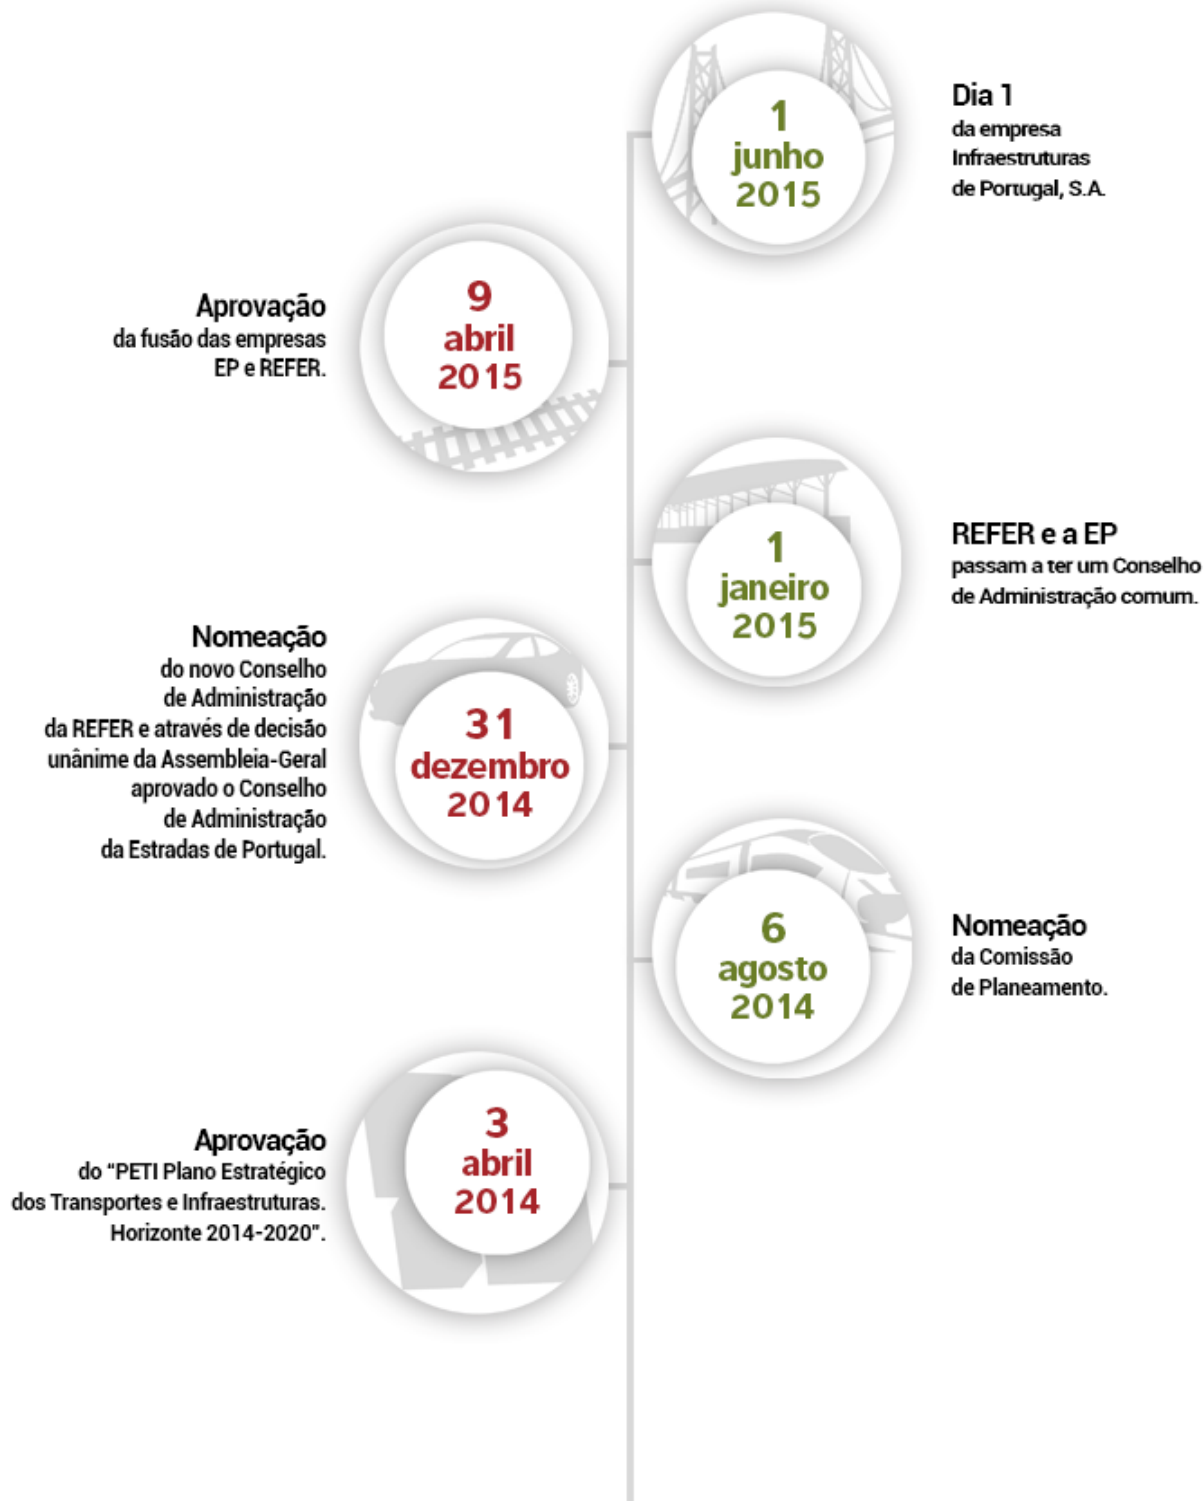 1
junho
2015
Dia 1
da empresa
Infraestruturas
de Portugal, S.A.
Aprovação
da fusão das empresas
EP e REFER.
9
abril
2015
1
janeiro
2015
REFER e a EP
passam a ter um Conselho
de Administração comum.
Nomeação
do novo Conselho
de Administração
da REFER e através de decisão
unânime da Assembleia-Geral
aprovado o Conselho
de Administração
da Estradas de Portugal.
31
dezembro
2014
6
agosto
2014
Nomeação
da Comissão
de Planeamento.
Aprovação
do “PETI Plano Estratégico
dos Transportes e Infraestruturas.
Horizonte 2014-2020”.
3
abril
2014